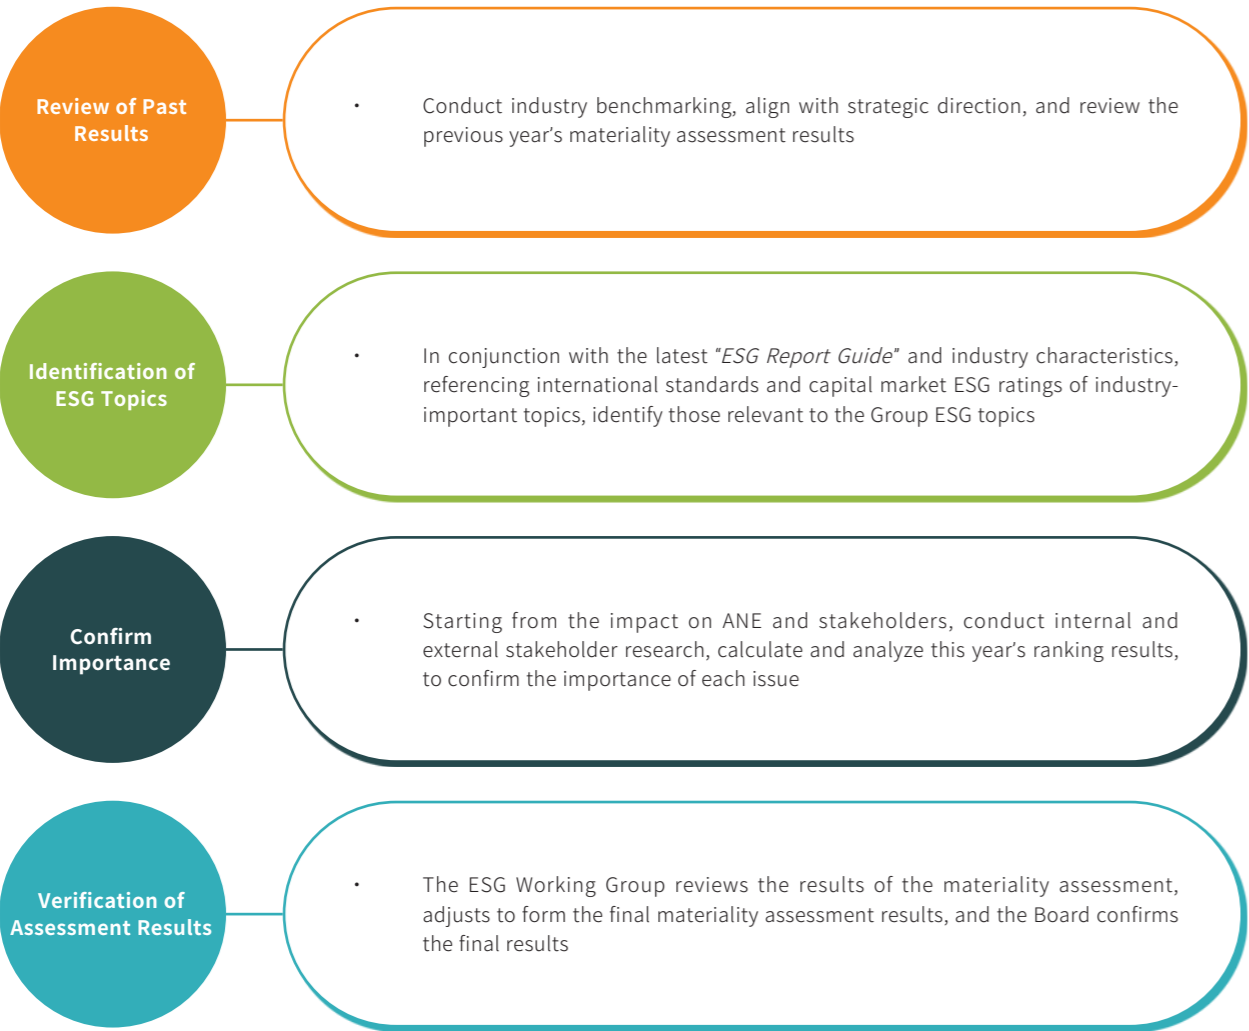 Review of Past
Results
• Conduct industry benchmarking, align with strategic direction, and review the
previous year's materiality assessment results
Identification of
ESG Topics
• In conjunction with the latest "ESG Report Guide" and industry characteristics,
referencing international standards and capital market ESG ratings of industry-
important topics, identify those relevant to the Group ESG topics
Confirm
Importance
• Starting from the impact on ANE and stakeholders, conduct internal and
external stakeholder research, calculate and analyze this year's ranking results,
to confirm the importance of each issue
Verification of
Assessment Results
• The ESG Working Group reviews the results of the materiality assessment,
adjusts to form the final materiality assessment results, and the Board confirms
the final results